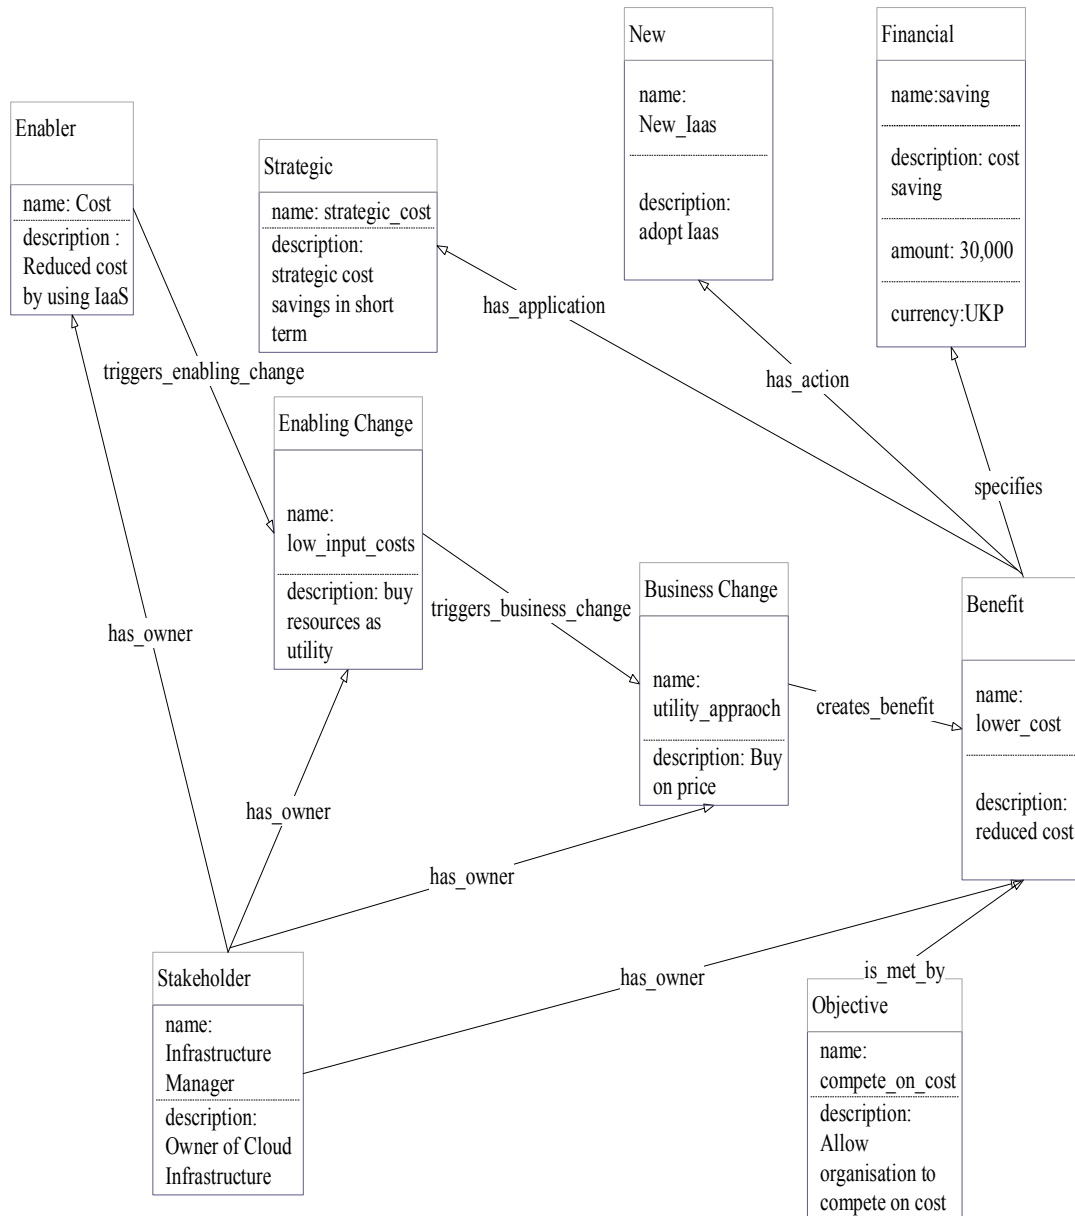 New
name:
New_Iaas
description:
adopt Iaas
Financial
name:saving
description: cost
saving
amount: 30,000
currency:UKP
Enabler
name: Cost
description :
Reduced cost
by using IaaS
Strategic
name: strategic_cost
description:
strategic cost
savings in short
term
has_application
has_action
specifies
triggers_enabling_change
Enabling Change
name:
low_input_costs
description: buy
resources as
utility
triggers_business_change
Business Change
name:
utility_appraoch
description: Buy
on price
creates_benefit
Benefit
name:
lower_cost
description:
reduced cost
has_owner
has_owner
has_owner
has_owner
is_met_by
Stakeholder
name:
Infrastructure
Manager
description:
Owner of Cloud
Infrastructure
Objective
name:
compete_on_cost
description:
Allow
organisation to
compete on cost